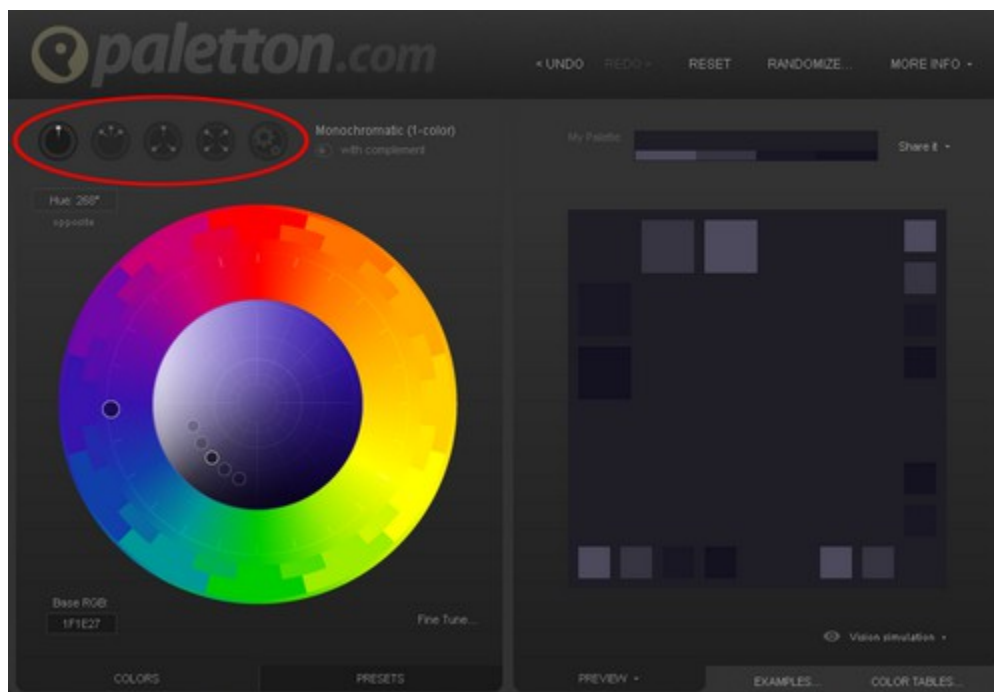 paletton.com
< UNDO REDO > RESET RANDOMIZE... MORE INFO
Monochromatic (1-color)
with complement
My Palette:
Share it
Hue: 268°
opposite
Base RGB:
1F1E27
Fine Tune...
Vision simulation
COLORS PRESETS PREVIEW EXAMPLES... COLOR TABLES...